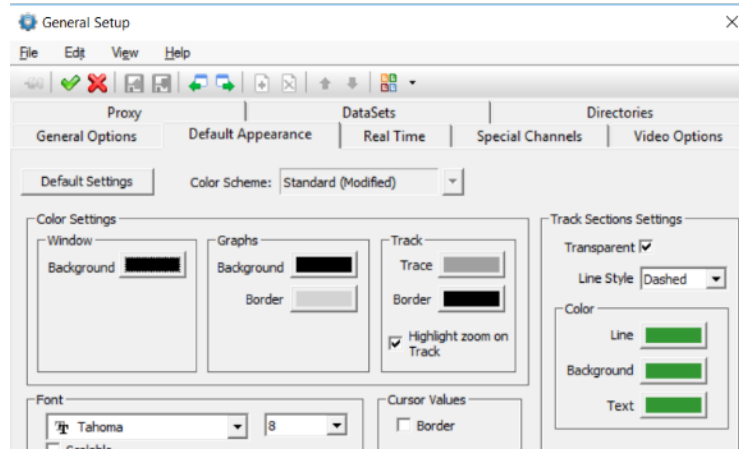 General Setup
File Edit View Help
Proxy DataSets Directories
General Options Default Appearance Real Time Special Channels Video Options
Default Settings Color Scheme: Standard (Modified)
Color Settings
Window
Background
Graphs
Background
Border
Track
Trace
Border
Highlight zoom on
Track
Track Sections Settings
Transparent
Line Style Dashed
Color
Line
Background
Text
Font
Tahoma 8
Cursor Values
Border